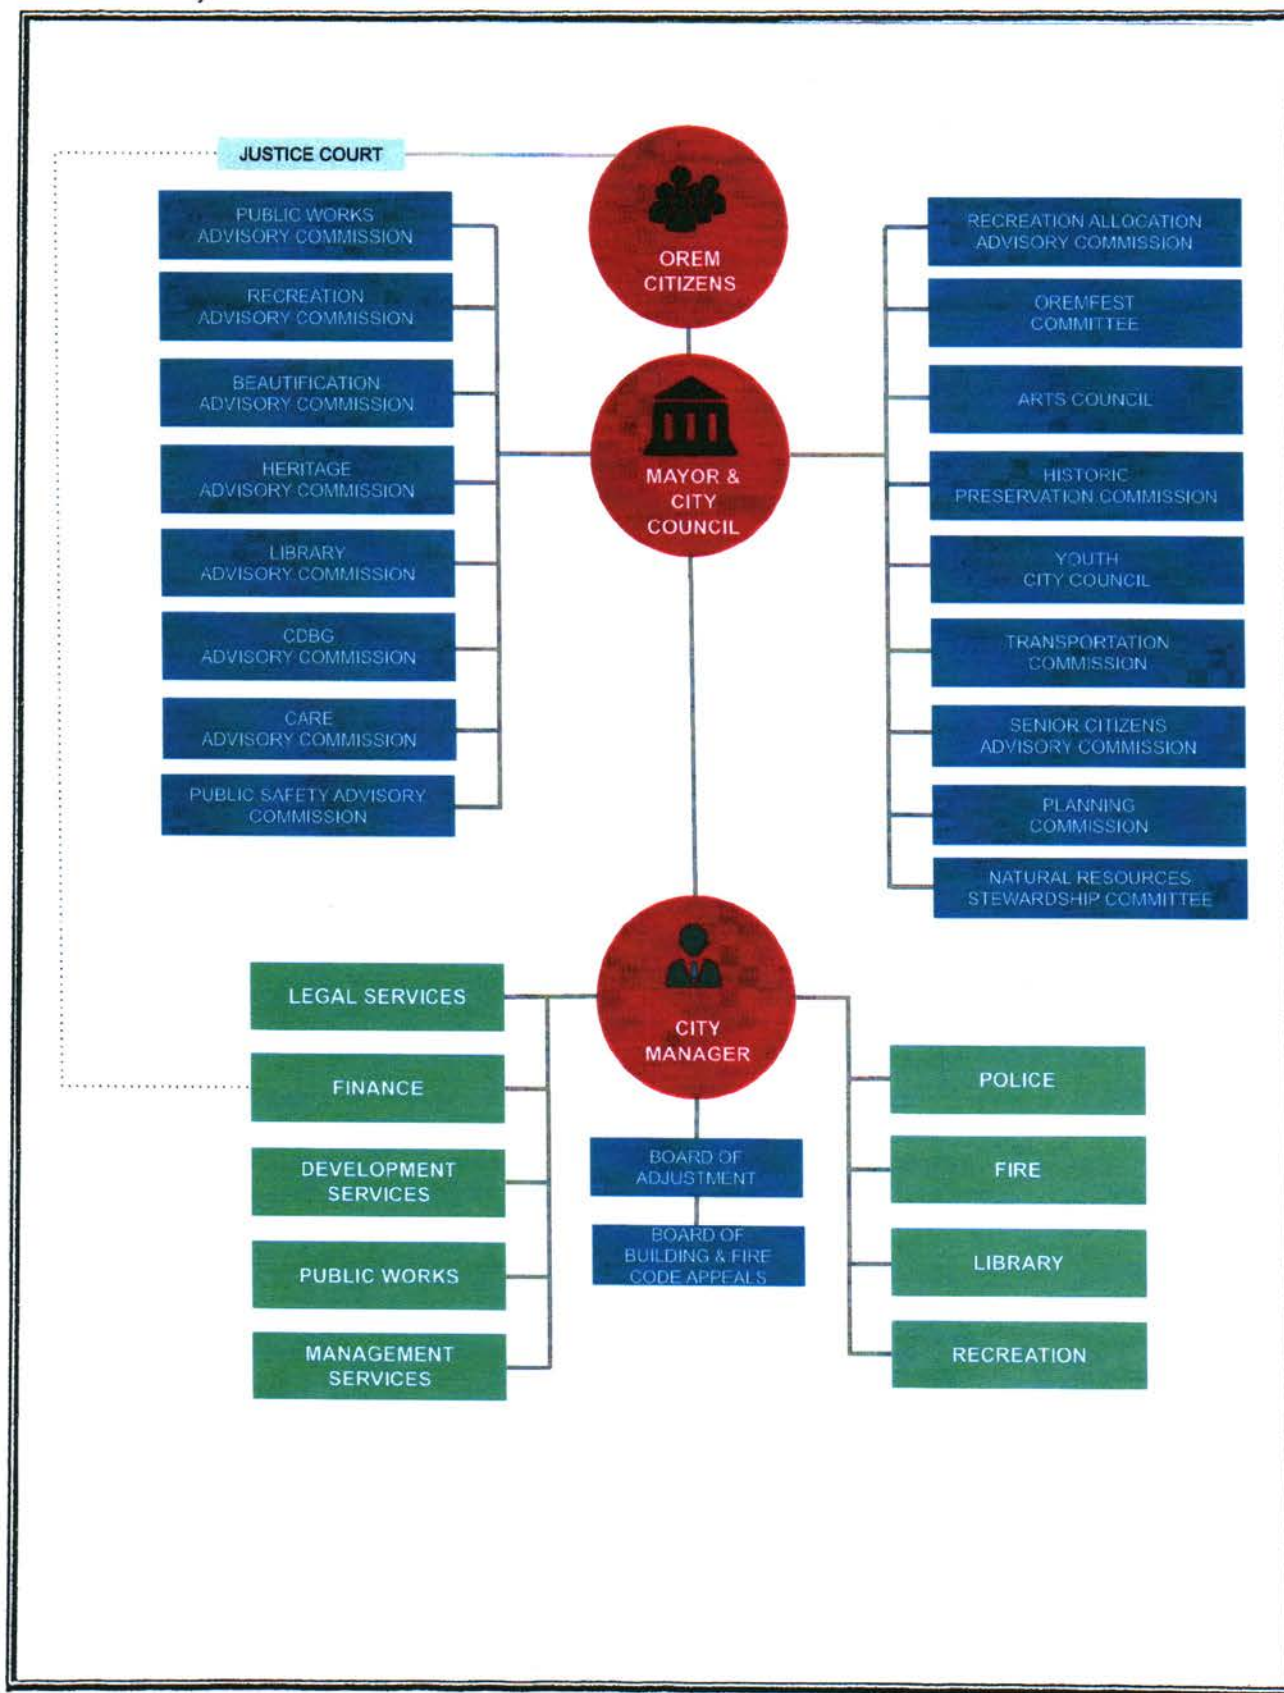 JUSTICE COURT
OREM
CITIZENS
PUBLIC WORKS
ADVISORY COMMISSION
RECREATION
ADVISORY COMMISSION
BEAUTIFICATION
ADVISORY COMMISSION
HERITAGE
ADVISORY COMMISSION
LIBRARY
ADVISORY COMMISSION
CDBG
ADVISORY COMMISSION
CARE
ADVISORY COMMISSION
PUBLIC SAFETY ADVISORY
COMMISSION
MAYOR &
CITY
COUNCIL
RECREATION ALLOCATION
ADVISORY COMMISSION
OREMFEST
COMMITTEE
ARTS COUNCIL
HISTORIC
PRESERVATION COMMISSION
YOUTH
CITY COUNCIL
TRANSPORTATION
COMMISSION
SENIOR CITIZENS
ADVISORY COMMISSION
PLANNING
COMMISSION
NATURAL RESOURCES
STEWARDSHIP COMMITTEE
CITY
MANAGER
LEGAL SERVICES
FINANCE
DEVELOPMENT
SERVICES
PUBLIC WORKS
MANAGEMENT
SERVICES
BOARD OF
ADJUSTMENT
BOARD OF
BUILDING & FIRE
CODE APPEALS
POLICE
FIRE
LIBRARY
RECREATION